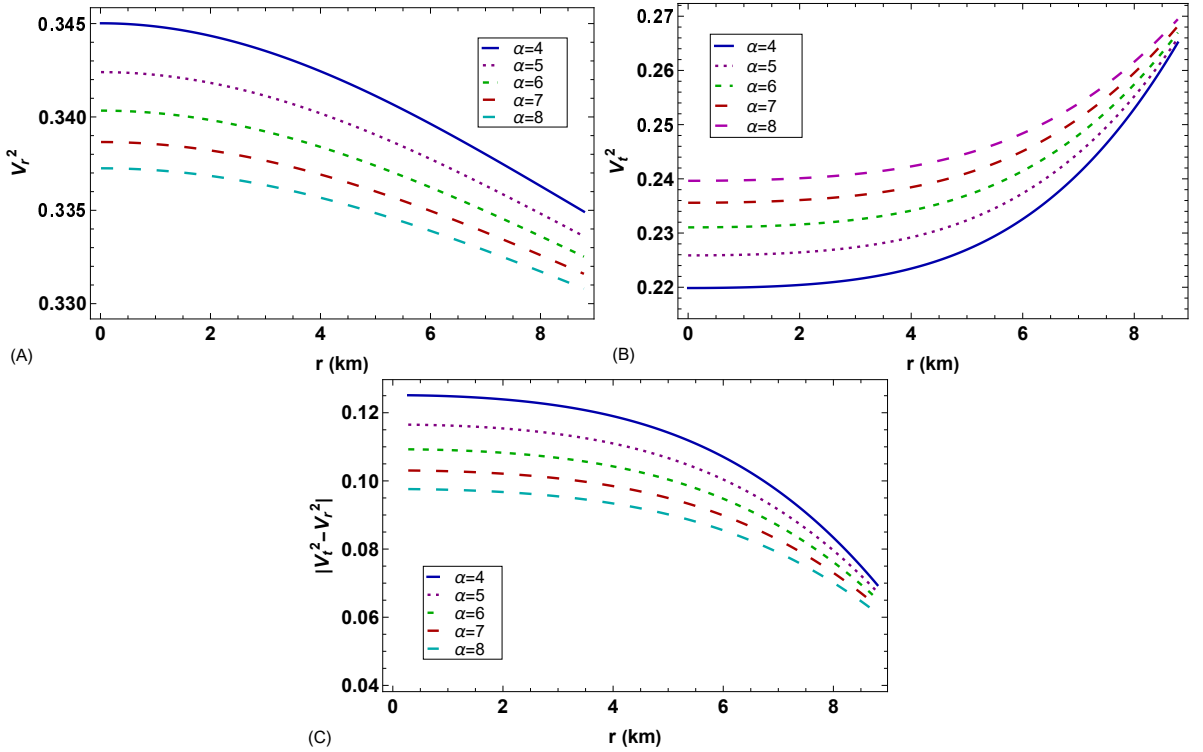 0.345
0.340
0.335
0.330
V_r^2
α=4
α=5
α=6
α=7
α=8
0 2 4 6 8
r (km)
(A)
0.27
0.26
0.25
0.24
0.23
0.22
V_t^2
α=4
α=5
α=6
α=7
α=8
0 2 4 6 8
r (km)
(B)
0.12
0.10
0.08
0.06
0.04
|V_t^2 − V_r^2|
α=4
α=5
α=6
α=7
α=8
0 2 4 6 8
r (km)
(C)